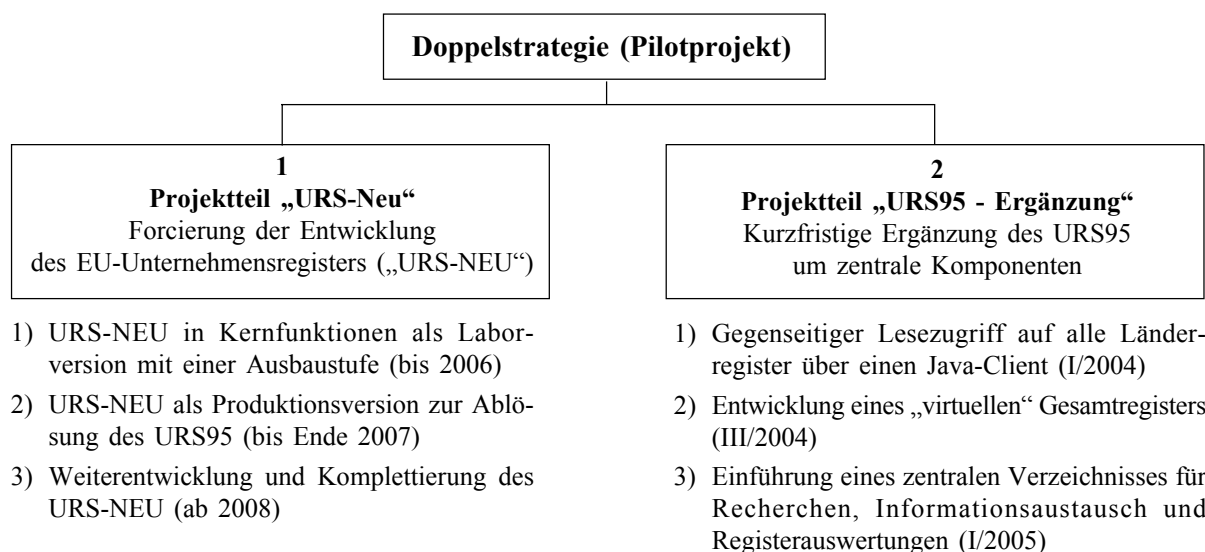 Doppelstrategie (Pilotprojekt)
1
Projektteil „URS-Neu“
Forcierung der Entwicklung
des EU-Unternehmensregisters („URS-NEU“)
1) URS-NEU in Kernfunktionen als Labor-
version mit einer Ausbaustufe (bis 2006)
2) URS-NEU als Produktionsversion zur Ablö-
sung des URS95 (bis Ende 2007)
3) Weiterentwicklung und Komplettierung des
URS-NEU (ab 2008)
2
Projektteil „URS95 - Ergänzung“
Kurzfristige Ergänzung des URS95
um zentrale Komponenten
1) Gegenseitiger Lesezugriff auf alle Länder-
register über einen Java-Client (I/2004)
2) Entwicklung eines „virtuellen“ Gesamtregisters
(III/2004)
3) Einführung eines zentralen Verzeichnisses für
Recherchen, Informationsaustausch und
Registerauswertungen (I/2005)